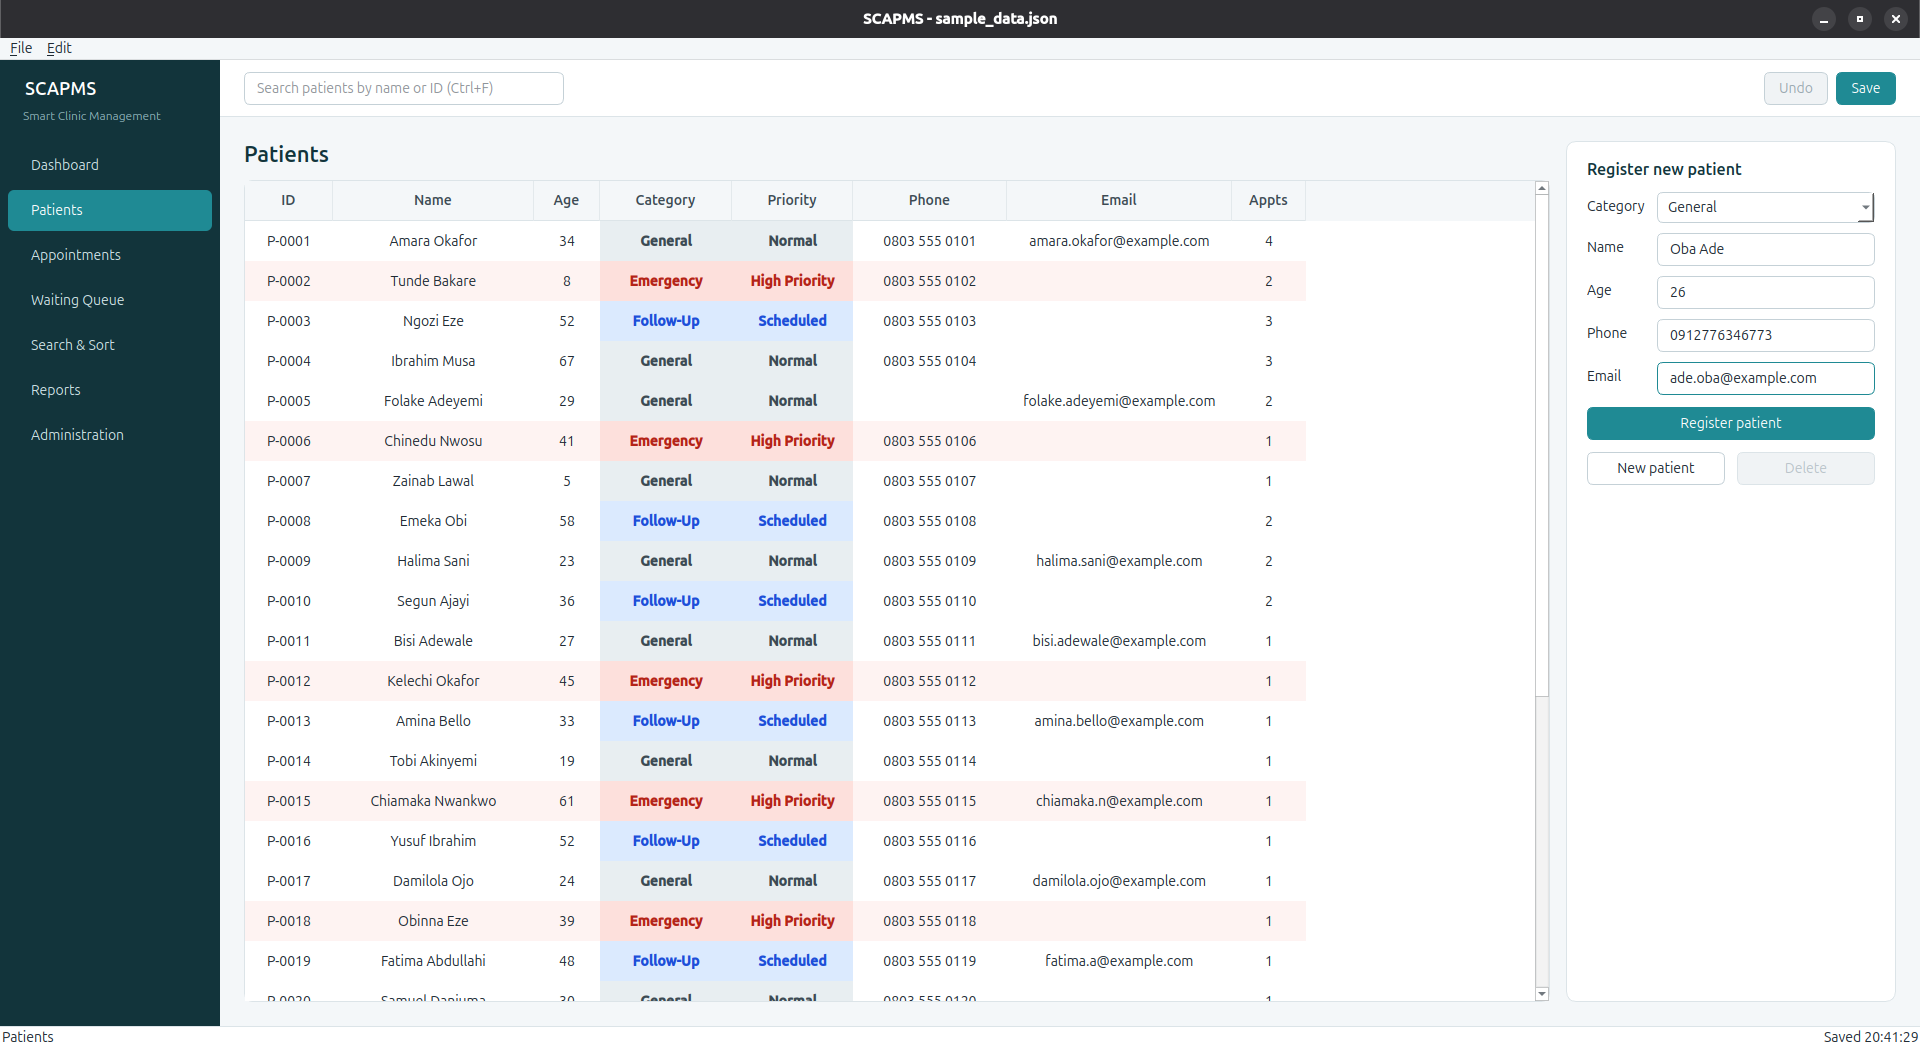 SCAPMS - sample_data.json
File Edit
SCAPMS
Smart Clinic Management
Dashboard
Patients
Appointments
Waiting Queue
Search & Sort
Reports
Administration
Search patients by name or ID (Ctrl+F)
Undo Save
Patients
ID Name Age Category Priority Phone Email Appts
P-0001 Amara Okafor 34 General Normal 0803 555 0101 amara.okafor@example.com 4
P-0002 Tunde Bakare 8 Emergency High Priority 0803 555 0102 2
P-0003 Ngozi Eze 52 Follow-Up Scheduled 0803 555 0103 3
P-0004 Ibrahim Musa 67 General Normal 0803 555 0104 3
P-0005 Folake Adeyemi 29 General Normal folake.adeyemi@example.com 2
P-0006 Chinedu Nwosu 41 Emergency High Priority 0803 555 0106 1
P-0007 Zainab Lawal 5 General Normal 0803 555 0107 1
P-0008 Emeka Obi 58 Follow-Up Scheduled 0803 555 0108 2
P-0009 Halima Sani 23 General Normal 0803 555 0109 halima.sani@example.com 2
P-0010 Segun Ajayi 36 Follow-Up Scheduled 0803 555 0110 2
P-0011 Bisi Adewale 27 General Normal 0803 555 0111 bisi.adewale@example.com 1
P-0012 Kelechi Okafor 45 Emergency High Priority 0803 555 0112 1
P-0013 Amina Bello 33 Follow-Up Scheduled 0803 555 0113 amina.bello@example.com 1
P-0014 Tobi Akinyemi 19 General Normal 0803 555 0114 1
P-0015 Chiamaka Nwankwo 61 Emergency High Priority 0803 555 0115 chiamaka.n@example.com 1
P-0016 Yusuf Ibrahim 52 Follow-Up Scheduled 0803 555 0116 1
P-0017 Damilola Ojo 24 General Normal 0803 555 0117 damilola.ojo@example.com 1
P-0018 Obinna Eze 39 Emergency High Priority 0803 555 0118 1
P-0019 Fatima Abdullahi 48 Follow-Up Scheduled 0803 555 0119 fatima.a@example.com 1
P-0020 Samuel Danjuma 30 General Normal 0803 555 0120 1
Register new patient
Category General
Name Oba Ade
Age 26
Phone 0912776346773
Email ade.oba@example.com
Register patient
New patient Delete
Patients
Saved 20:41:29